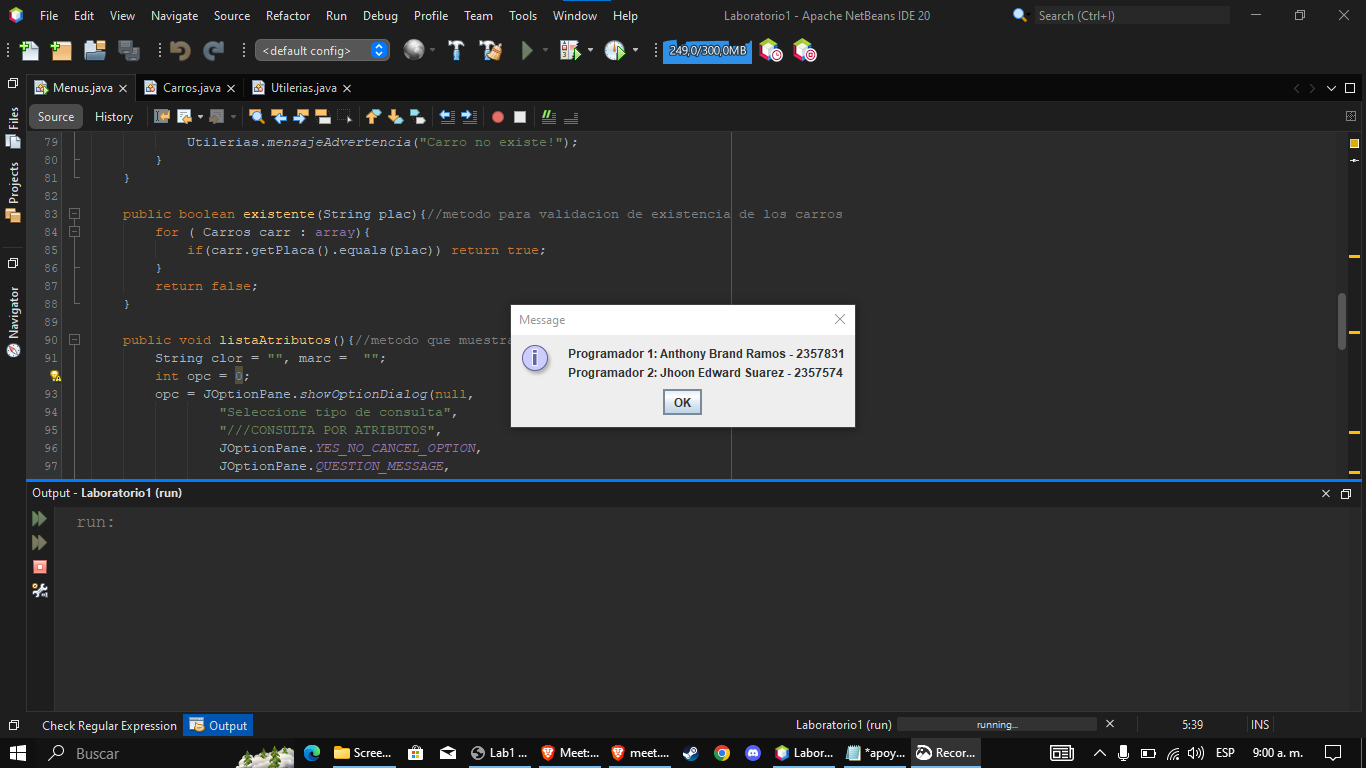 File Edit View Navigate Source Refactor Run Debug Profile Team Tools Window Help
Laboratorio1 - Apache NetBeans IDE 20
Search (Ctrl+I)
<default config>
249,0/300,0MB
Menus.java
Carros.java
Utilerias.java
Source History
Files
Projects
Navigator
79 Utilerias.mensajeAdvertencia("Carro no existe!");
80 }
81 }
82
83 public boolean existente(String plac){//metodo para validacion de existencia de los carros
84 for ( Carros carr : array){
85 if(carr.getPlaca().equals(plac)) return true;
86 }
87 return false;
88 }
89
90 public void listaAtributos(){//metodo que muestra
91 String clor = "", marc =  "";
int opc = 0;
93 opc = JOptionPane.showOptionDialog(null,
94 "Seleccione tipo de consulta",
95 "///CONSULTA POR ATRIBUTOS",
96 JOptionPane.YES_NO_CANCEL_OPTION,
97 JOptionPane.QUESTION_MESSAGE,
Message
Programador 1: Anthony Brand Ramos - 2357831
Programador 2: Jhoon Edward Suarez - 2357574
OK
Output - Laboratorio1 (run)
run:
Check Regular Expression
Output
Laboratorio1 (run)
running...
5:39
INS
Buscar
Scree...
Lab1 ...
Meet:...
meet....
Labor...
*apoy...
Recor...
ESP
9:00 a. m.